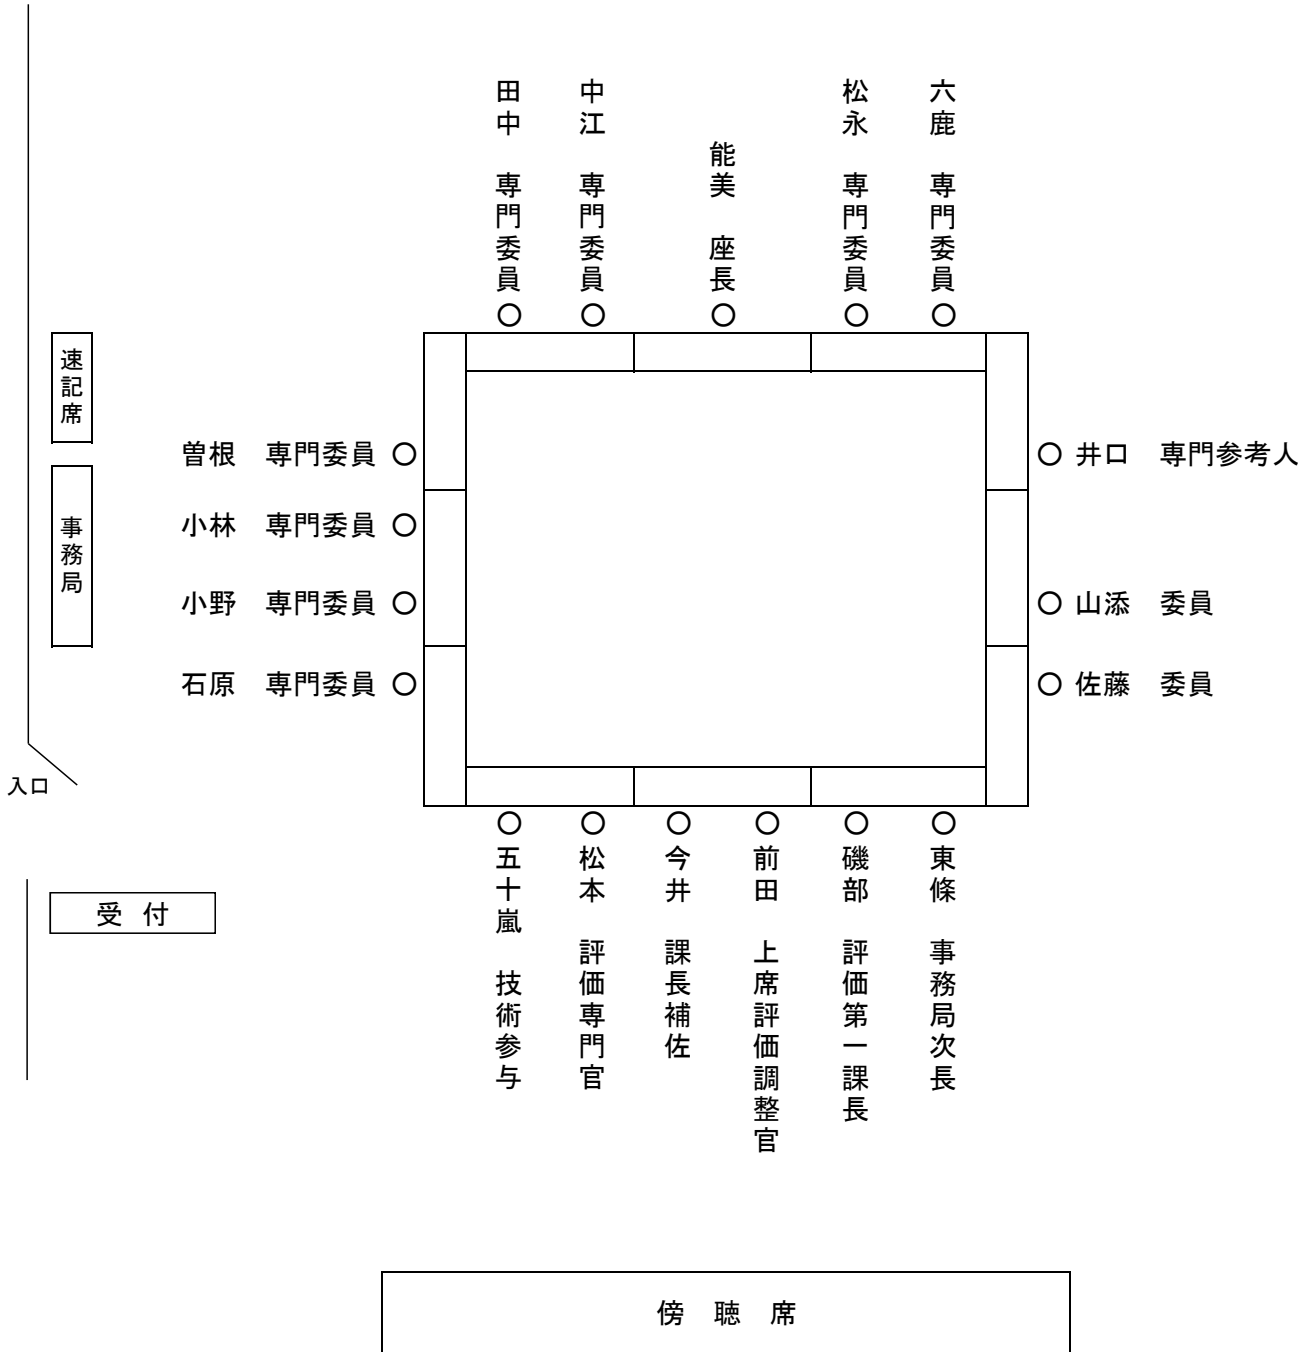 田中　専門委員
中江　専門委員
能美　座長
松永　専門委員
六鹿　専門委員
速記席
事務局
曽根　専門委員
小林　専門委員
小野　専門委員
石原　専門委員
井口　専門参考人
山添　委員
佐藤　委員
入口
受付
五十嵐　技術参与
松本　評価専門官
今井　課長補佐
前田　上席評価調整官
磯部　評価第一課長
東條　事務局次長
傍聴席